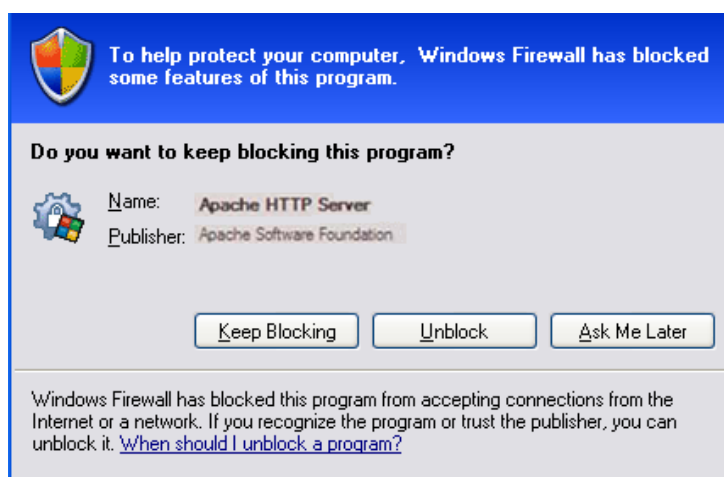 To help protect your computer, Windows Firewall has blocked
some features of this program.
Do you want to keep blocking this program?
Name: Apache HTTP Server
Publisher: Apache Software Foundation
Keep Blocking Unblock Ask Me Later
Windows Firewall has blocked this program from accepting connections from the
Internet or a network. If you recognize the program or trust the publisher, you can
unblock it. When should I unblock a program?